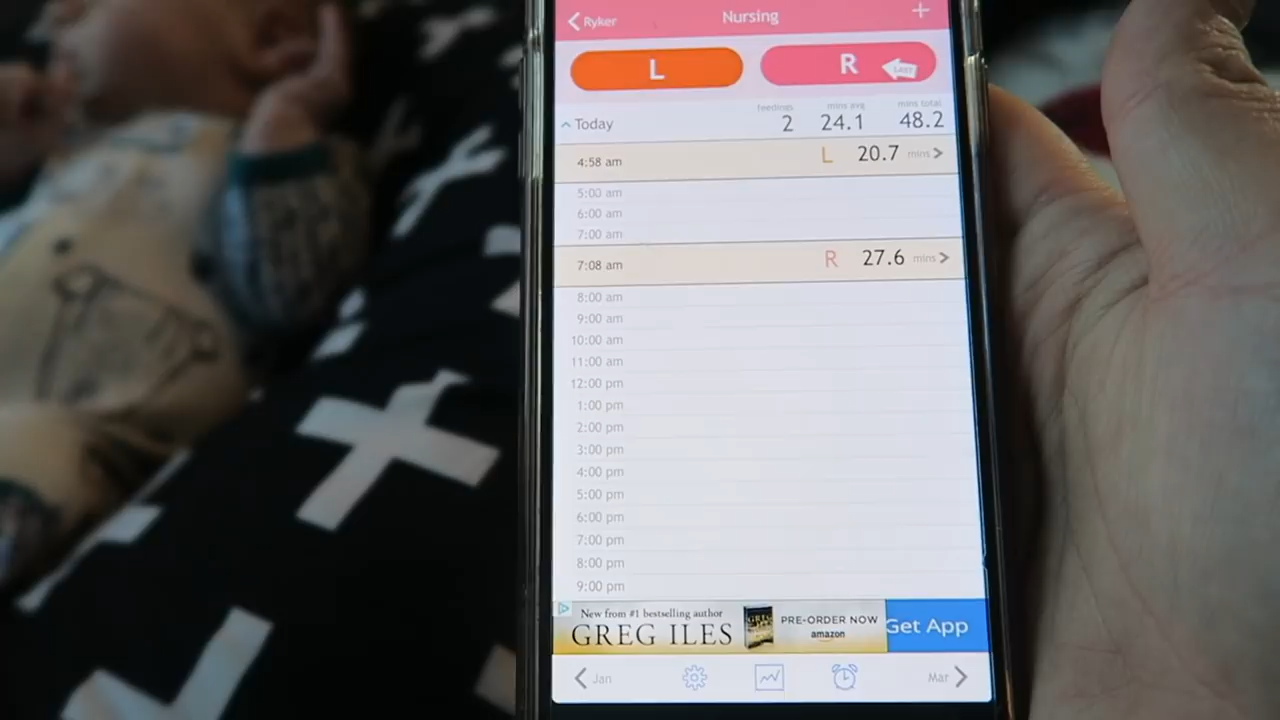 Ryker
Nursing
+
L
R
LAST
feedings mins avg mins total
Today 2 24.1 48.2
4:58 am L 20.7 mins
5:00 am
6:00 am
7:00 am
7:08 am R 27.6 mins
8:00 am
9:00 am
10:00 am
11:00 am
12:00 pm
1:00 pm
2:00 pm
3:00 pm
4:00 pm
5:00 pm
6:00 pm
7:00 pm
8:00 pm
9:00 pm
New from #1 bestselling author
GREG ILES
PRE-ORDER NOW
amazon
Get App
Jan
Mar